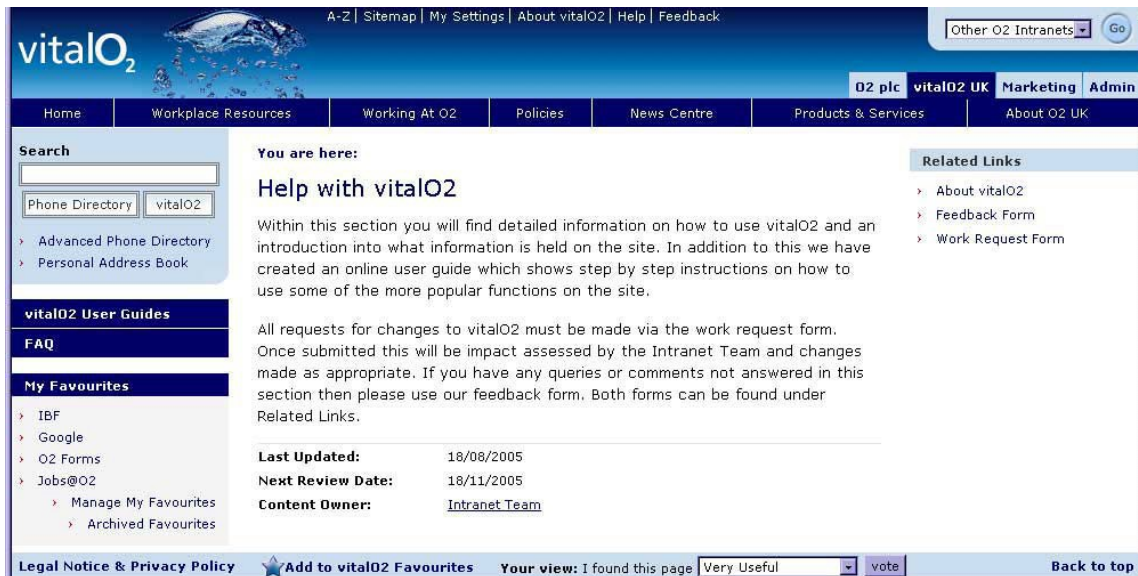 A-Z | Sitemap | My Settings | About vitalO2 | Help | Feedback
vitalO2
Other O2 Intranets
Go
O2 plc vitalO2 UK Marketing Admin
Home Workplace Resources Working At O2 Policies News Centre Products & Services About O2 UK
Search
Phone Directory vitalO2
Advanced Phone Directory
Personal Address Book
vitalO2 User Guides
FAQ
My Favourites
IBF
Google
O2 Forms
Jobs@O2
Manage My Favourites
Archived Favourites
You are here:
Help with vitalO2
Within this section you will find detailed information on how to use vitalO2 and an
introduction into what information is held on the site. In addition to this we have
created an online user guide which shows step by step instructions on how to
use some of the more popular functions on the site.
All requests for changes to vitalO2 must be made via the work request form.
Once submitted this will be impact assessed by the Intranet Team and changes
made as appropriate. If you have any queries or comments not answered in this
section then please use our feedback form. Both forms can be found under
Related Links.
Last Updated: 18/08/2005
Next Review Date: 18/11/2005
Content Owner: Intranet Team
Related Links
About vitalO2
Feedback Form
Work Request Form
Legal Notice & Privacy Policy Add to vitalO2 Favourites Your view: I found this page Very Useful vote Back to top